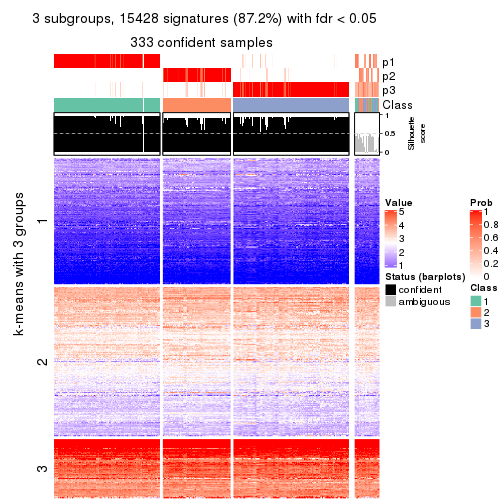 3 subgroups, 15428 signatures (87.2%) with fdr < 0.05
333 confident samples
p1
p2
p3
Class
1
0.5
0
Silhouette
score
k-means with 3 groups
1
2
3
Value
5
4
3
2
1
Status (barplots)
confident
ambiguous
Prob
1
0.8
0.6
0.4
0.2
0
Class
1
2
3